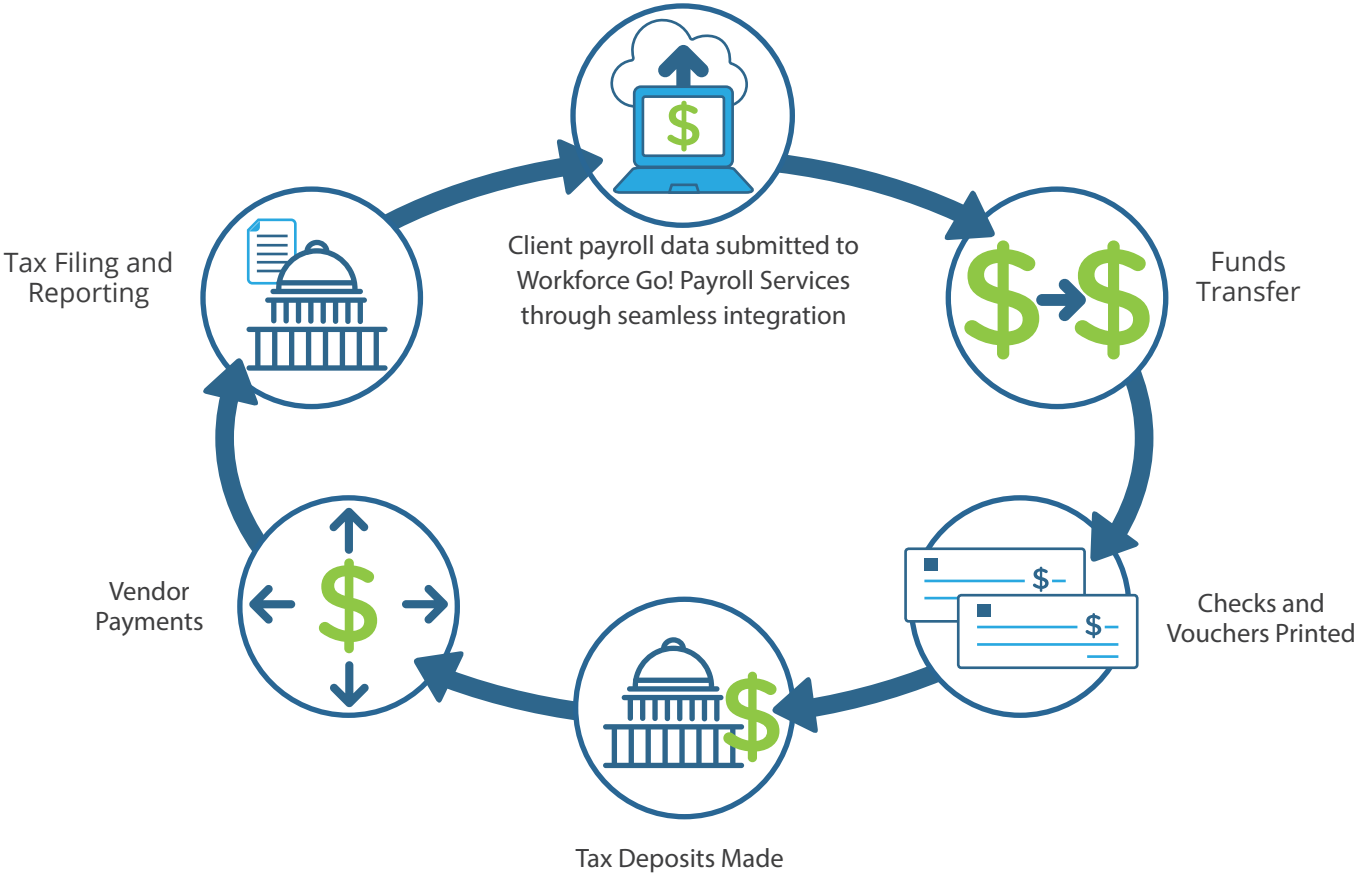 Client payroll data submitted to
Workforce Go! Payroll Services
through seamless integration
Funds
Transfer
Checks and
Vouchers Printed
Tax Deposits Made
Vendor
Payments
Tax Filing and
Reporting
$
$ $
$
$
$
$